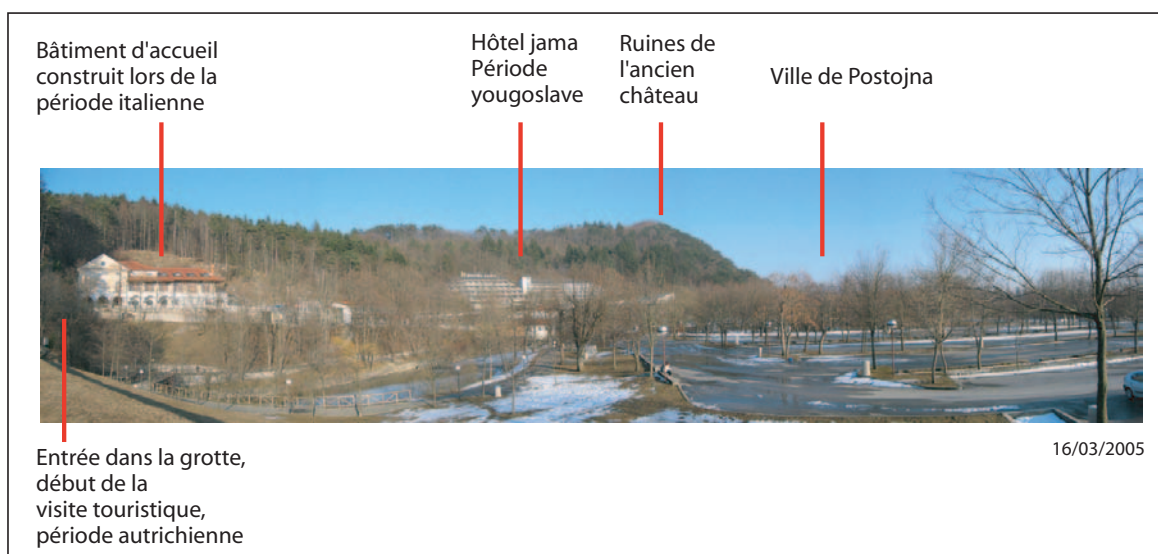 Bâtiment d'accueil
construit lors de la
période italienne
Hôtel jama
Période
yougoslave
Ruines de
l'ancien
château
Ville de Postojna
16/03/2005
Entrée dans la grotte,
début de la
visite touristique,
période autrichienne